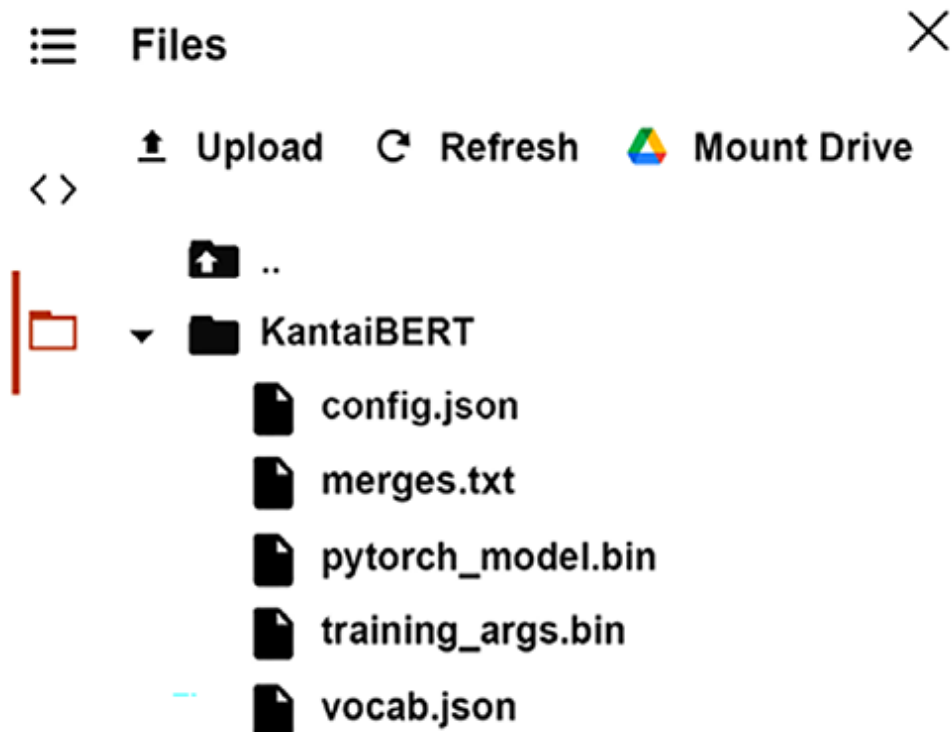 Files
Upload Refresh Mount Drive
..
KantaiBERT
config.json
merges.txt
pytorch_model.bin
training_args.bin
vocab.json